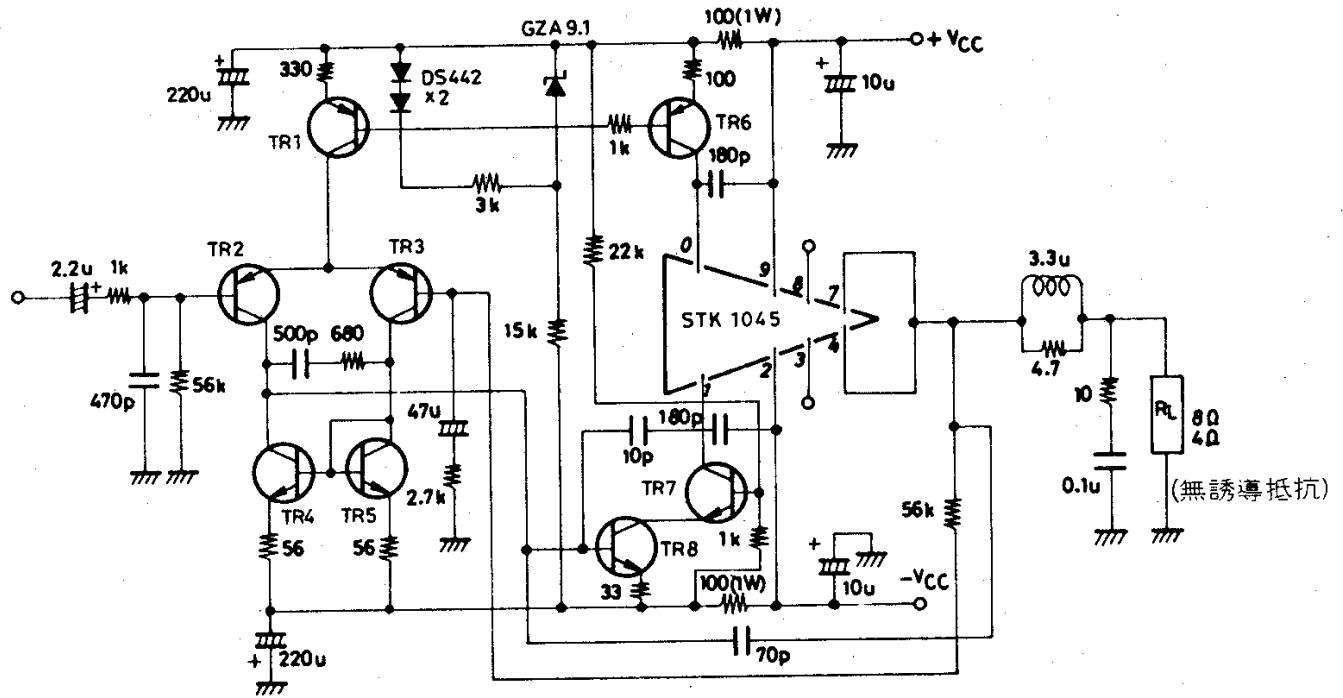 100(1W)
GZA 9.1
+ VCC
330
DS442
×2
100
10u
220u
TR1
TR6
1k
180p
3k
TR2
TR3
22k
0
9
8
7
3.3u
2.2u
1k
STK 1045
500p
680
15k
1
2
3
4
4.7
470p
56k
47u
180p
10p
10
RL
8Ω
4Ω
2.7k
TR7
0.1u
(無誘導抵抗)
TR4
TR5
56k
TR8
1k
56
56
33
100(1W)
10u
-VCC
220u
70p